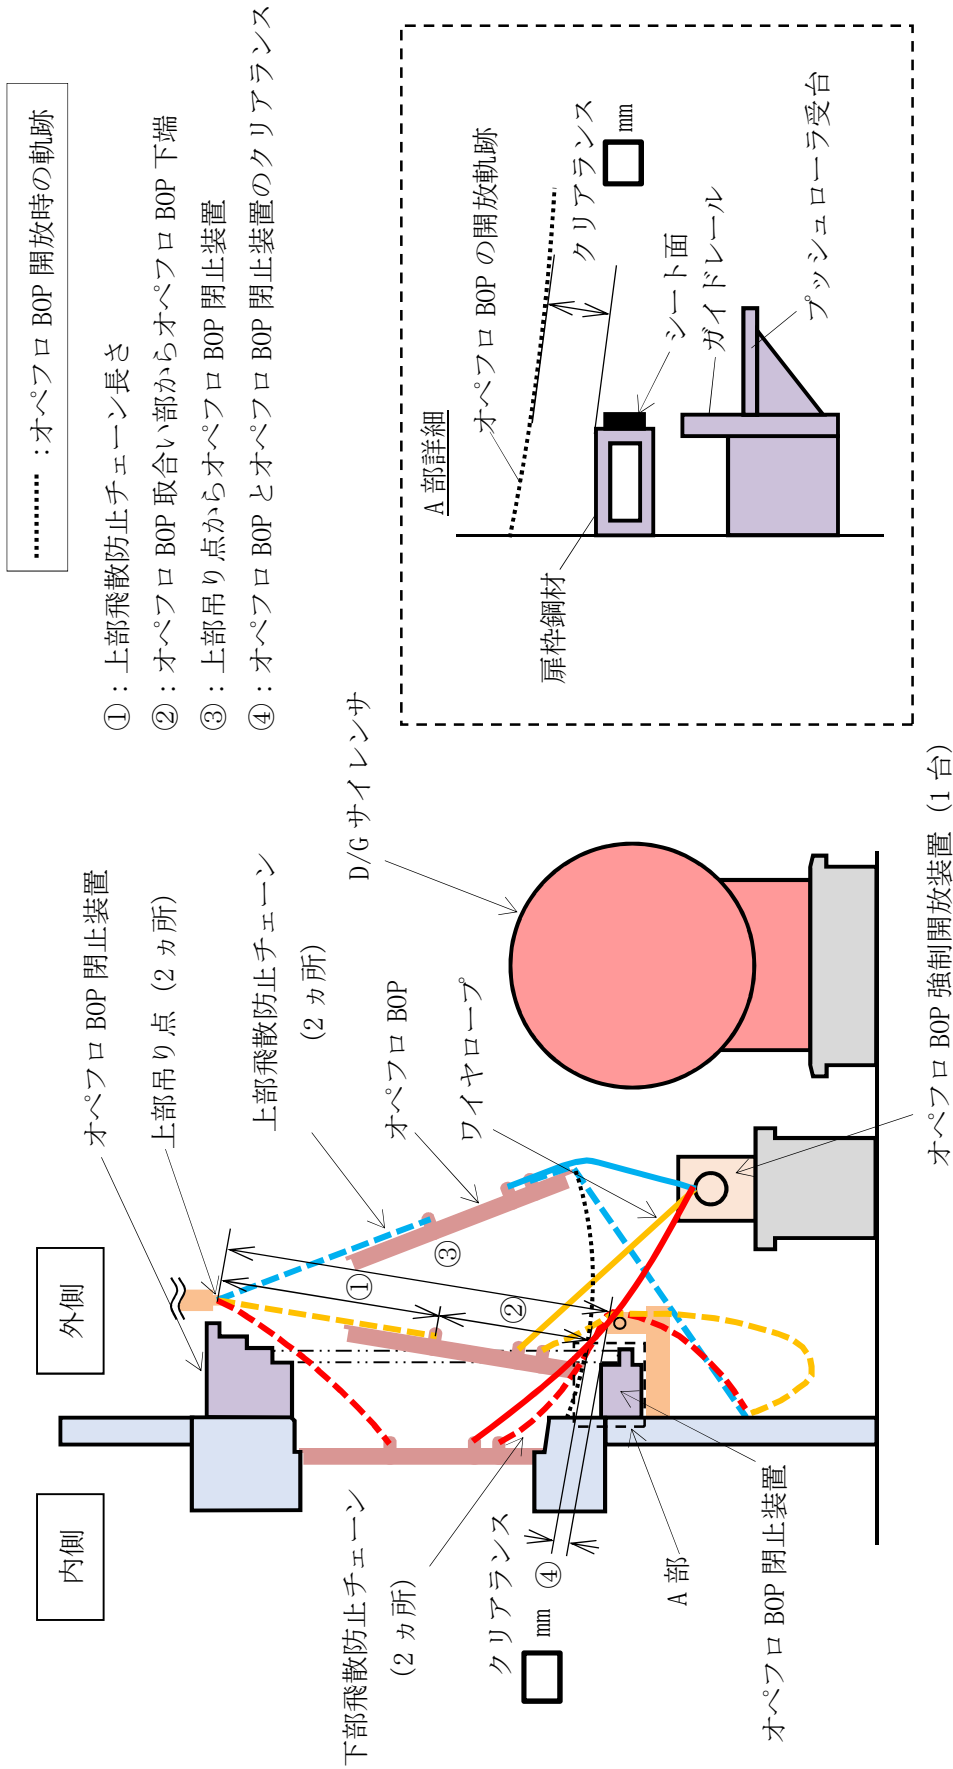 内側
外側
オペフロ BOP 閉止装置
上部吊り点 (2 ヵ所)
上部飛散防止チェーン
(2 ヵ所)
オペフロ BOP
ワイヤロープ
D/G サイレンサ
①
②
③
下部飛散防止チェーン
(2 ヵ所)
クリアランス
mm
④
A 部
オペフロ BOP 閉止装置
オペフロ BOP 強制開放装置 (1 台)
：オペフロ BOP 開放時の軌跡
①：上部飛散防止チェーン長さ
②：オペフロ BOP 取合い部からオペフロ BOP 下端
③：上部吊り点からオペフロ BOP 閉止装置
④：オペフロ BOP とオペフロ BOP 閉止装置のクリアランス
A 部詳細
オペフロ BOP の開放軌跡
クリアランス
mm
扉枠鋼材
シート面
ガイドレール
プッシュローラ受台